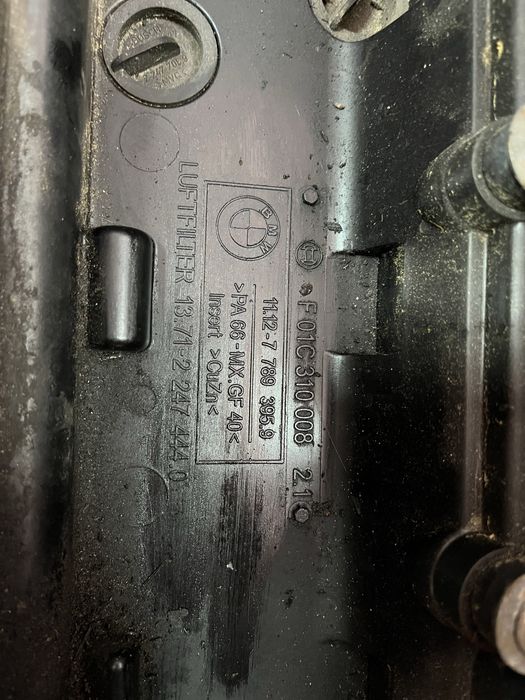 F 01C 310 008 2.1
BMW
11.12-7 789 395.9
>PA 66-MX.GF 40<
Insert >CuZn<
LUFTFILTER 13.71-2 247 444.0